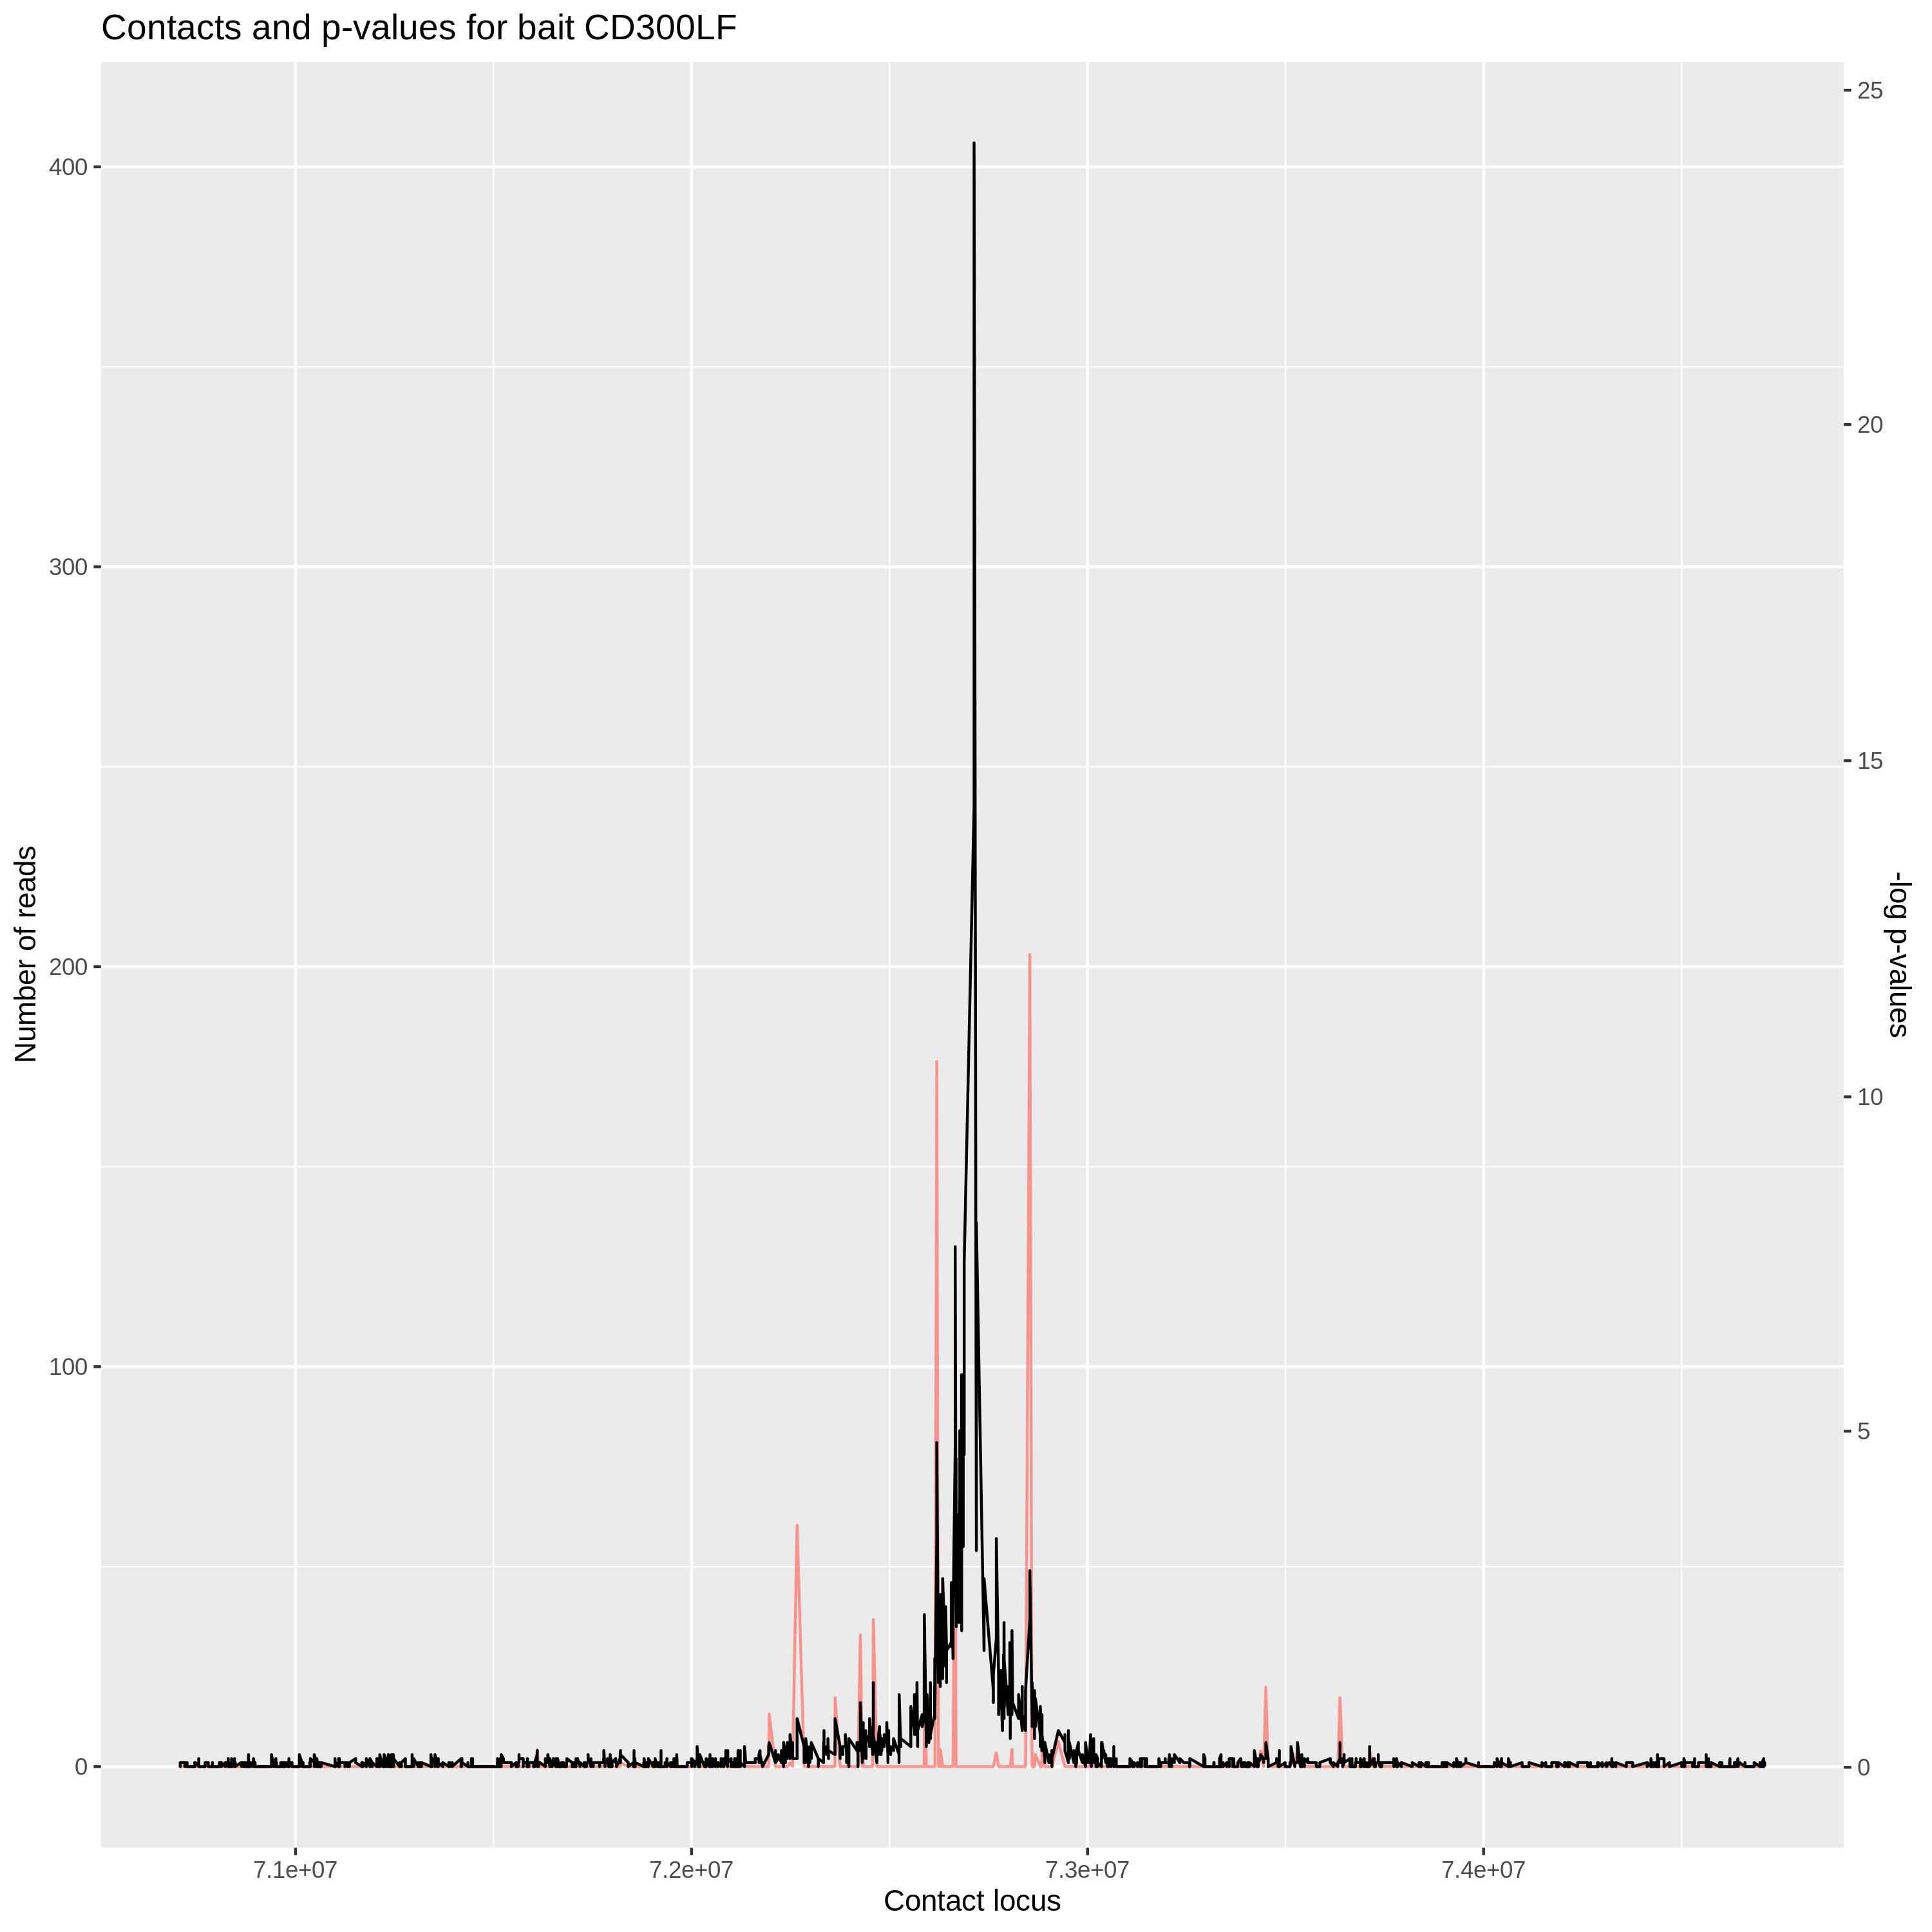 Contacts and p-values for bait CD300LF
25
400
20
300
15
Number of reads
-log p-values
200
10
100
5
0
0
7.1e+07
7.2e+07
7.3e+07
7.4e+07
Contact locus